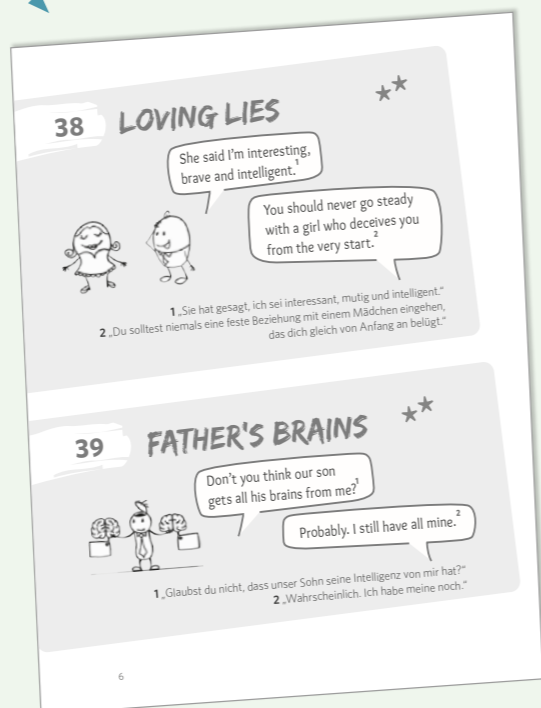 38
LOVING LIES
She said I'm interesting,
brave and intelligent.1
You should never go steady
with a girl who deceives you
from the very start.2
1 „Sie hat gesagt, ich sei interessant, mutig und intelligent.“
2 „Du solltest niemals eine feste Beziehung mit einem Mädchen eingehen,
das dich gleich von Anfang an belügt.“
39
FATHER'S BRAINS
Don't you think our son
gets all his brains from me?1
Probably. I still have all mine.2
1 „Glaubst du nicht, dass unser Sohn seine Intelligenz von mir hat?“
2 „Wahrscheinlich. Ich habe meine noch.“
6